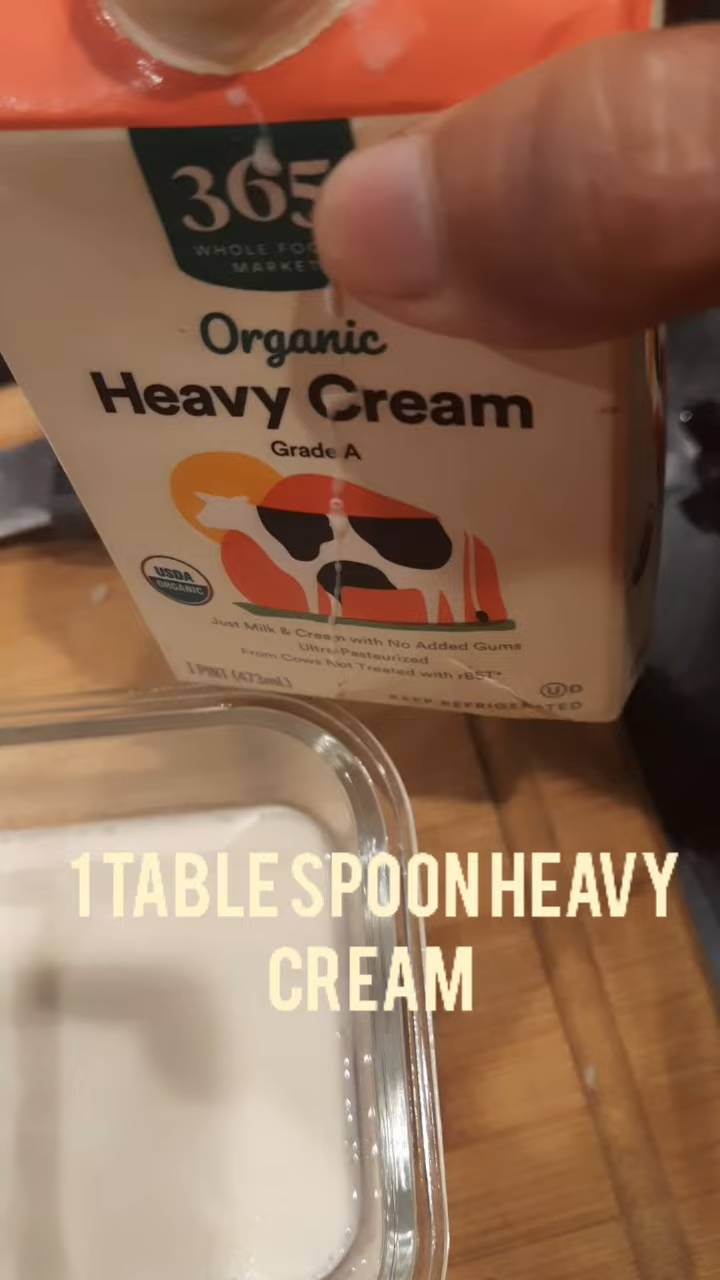 365
WHOLE FOO
MARKET
Organic
Heavy Cream
Grade A
USDA
ORGANIC
Just Milk & Cream with No Added Gums
Ultra-Pasteurized
From Cows Not Treated with rBST*
1 PINT (473mL)
U D
KEEP REFRIGERATED
1 TABLE SPOON HEAVY
CREAM